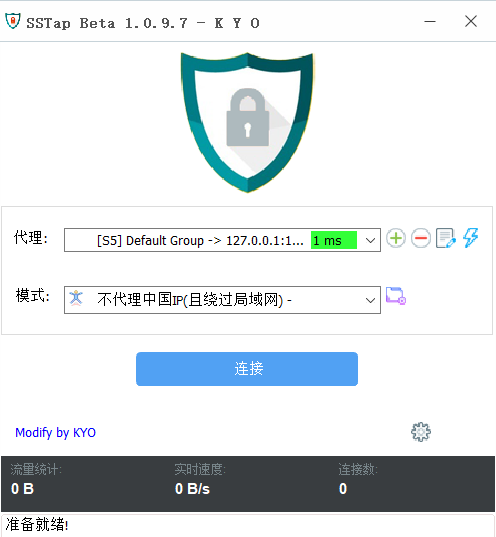 SSTap Beta 1.0.9.7 - K Y O
代理: [S5] Default Group -> 127.0.0.1:1... 1 ms
模式: 不代理中国IP(且绕过局域网) -
连接
Modify by KYO
流量统计: 实时速度: 连接数:
0 B 0 B/s 0
准备就绪!